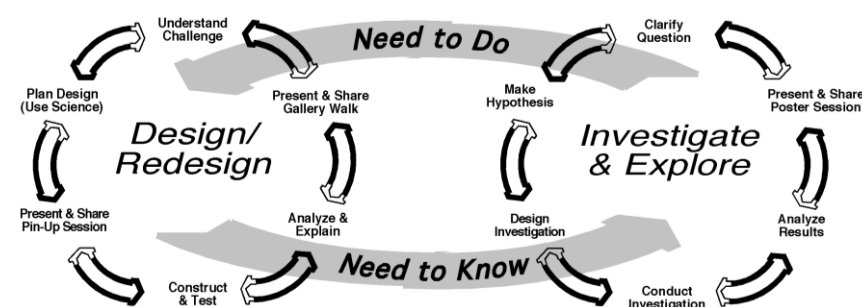 Understand
Challenge
Need to Do
Clarify
Question
Plan Design
(Use Science)
Present & Share
Gallery Walk
Make
Hypothesis
Present & Share
Poster Session
Design/
Redesign
Investigate
& Explore
Present & Share
Pin-Up Session
Analyze &
Explain
Design
Investigation
Analyze
Results
Need to Know
Construct
& Test
Conduct
Investigation